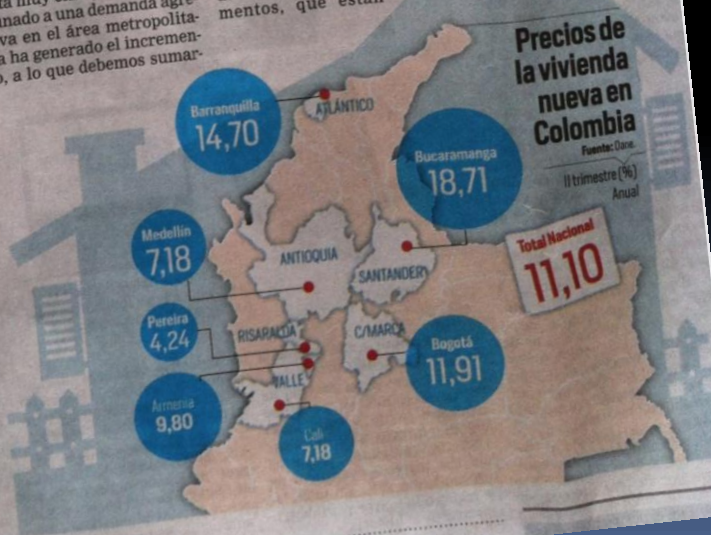 unado a una demanda agre-
va en el área metropolita-
a ha generado el incremen-
o, a lo que debemos sumar-
mentos, que están
Precios de
la vivienda
nueva en
Colombia
Fuente: Dane.
II trimestre (%)
Anual
Barranquilla
14,70
ATLÁNTICO
Bucaramanga
18,71
Medellín
7,18
ANTIOQUIA
SANTANDER
Total Nacional
11,10
Pereira
4,24
RISARALDA
C/MARCA
Bogotá
11,91
Armenia
9,80
VALLE
Cali
7,18